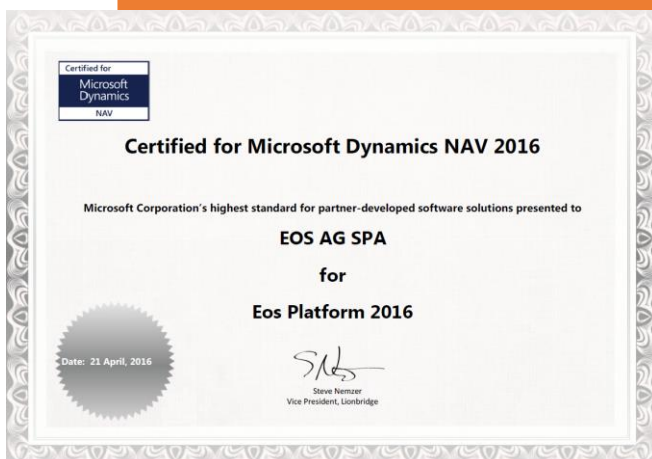 Certified for
Microsoft
Dynamics
NAV
Certified for Microsoft Dynamics NAV 2016
Microsoft Corporation's highest standard for partner-developed software solutions presented to
EOS AG SPA
for
Eos Platform 2016
Date: 21 April, 2016
Steve Nemzer
Vice President, Lionbridge